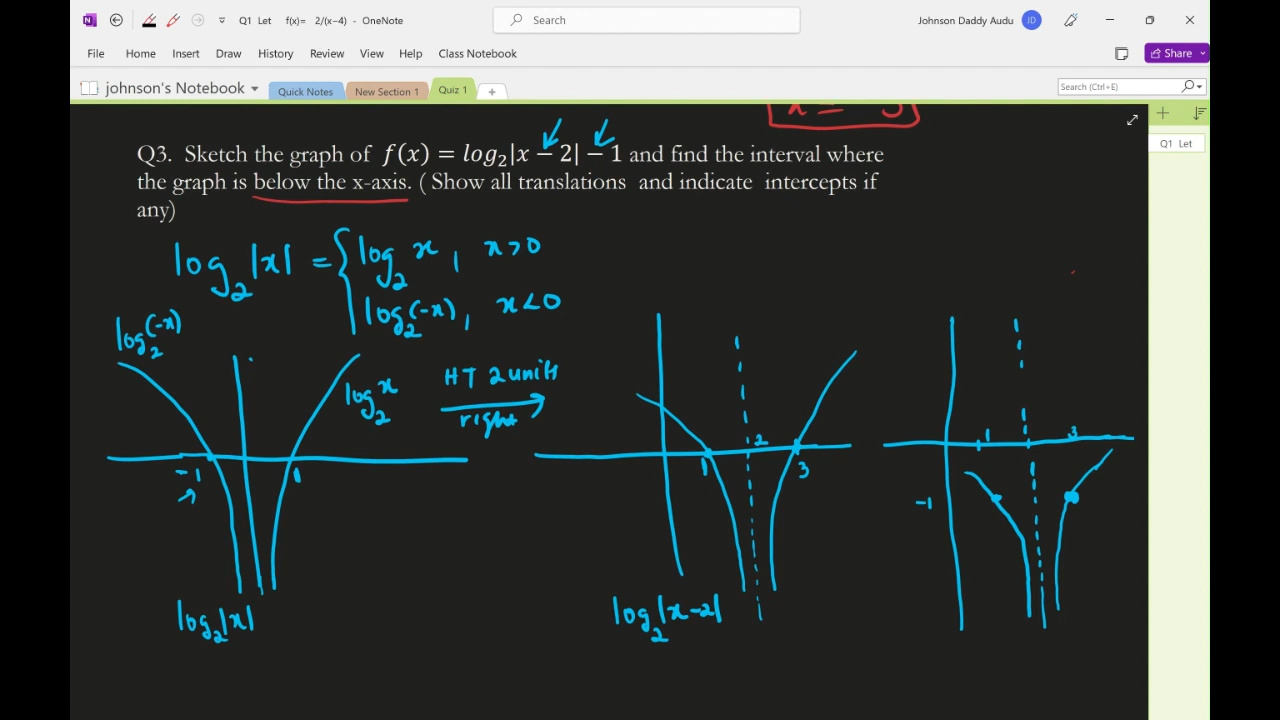 Q1 Let f(x)= 2/(x−4) - OneNote
Search
Johnson Daddy Audu
JD
File Home Insert Draw History Review View Help Class Notebook
Share
johnson's Notebook
Quick Notes
New Section 1
Quiz 1
+
Search (Ctrl+E)
Q1 Let
Q3. Sketch the graph of f(x) = log₂|x − 2| − 1 and find the interval where
the graph is below the x-axis. ( Show all translations and indicate intercepts if
any)
log₂|x| = { log₂ x , x>0
log₂(-x) , x<0
log₂(-x)
log₂x
HT 2 units
right
-1
1
log₂|x|
1
2
3
log₂|x-2|
1
3
-1